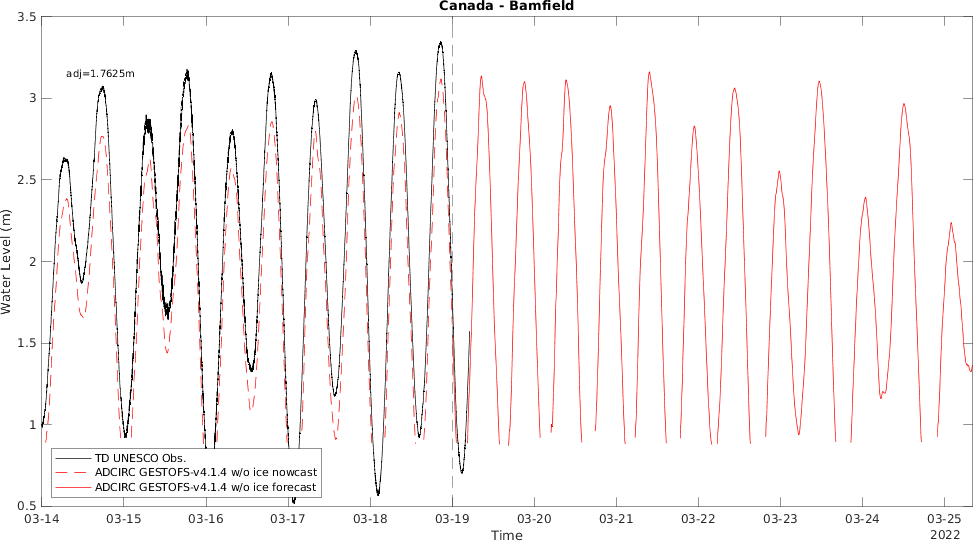 Canada - Bamfield
3.5
adj=1.7625m
3
2.5
2
1.5
1
0.5
Water Level (m)
TD UNESCO Obs.
ADCIRC GESTOFS-v4.1.4 w/o ice nowcast
ADCIRC GESTOFS-v4.1.4 w/o ice forecast
03-14 03-15 03-16 03-17 03-18 03-19 03-20 03-21 03-22 03-23 03-24 03-25
Time
2022